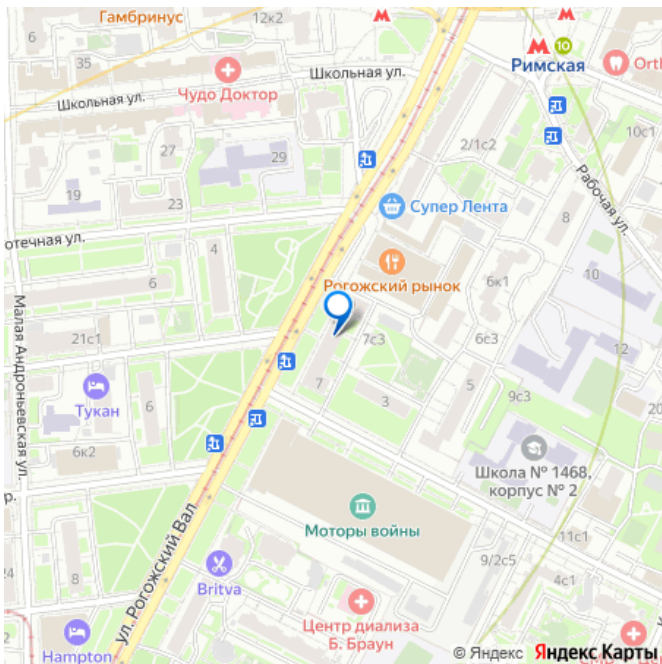 Гамбринус
12к2
6
35
Чудо Доктор
Школьная ул.
Школьная ул.
Римская
10
Orth
10с1
2/1с2
27
29
19
23
Рабочая ул.
Супер Лента
8
отечная ул.
4
10
Рогожский рынок
6к1
Малая Андроньевская ул.
21с1
7с3
6с3
12
Тукан
6
7
3
5
9с3
20
6к2
Школа № 1468,
корпус № 2
р.
Моторы войны
11с1
ул. Рогожский Вал
9/2с5
24
8
Britva
4с1
Центр диализа
Б. Браун
Hampton
© Яндекс Яндекс Карты